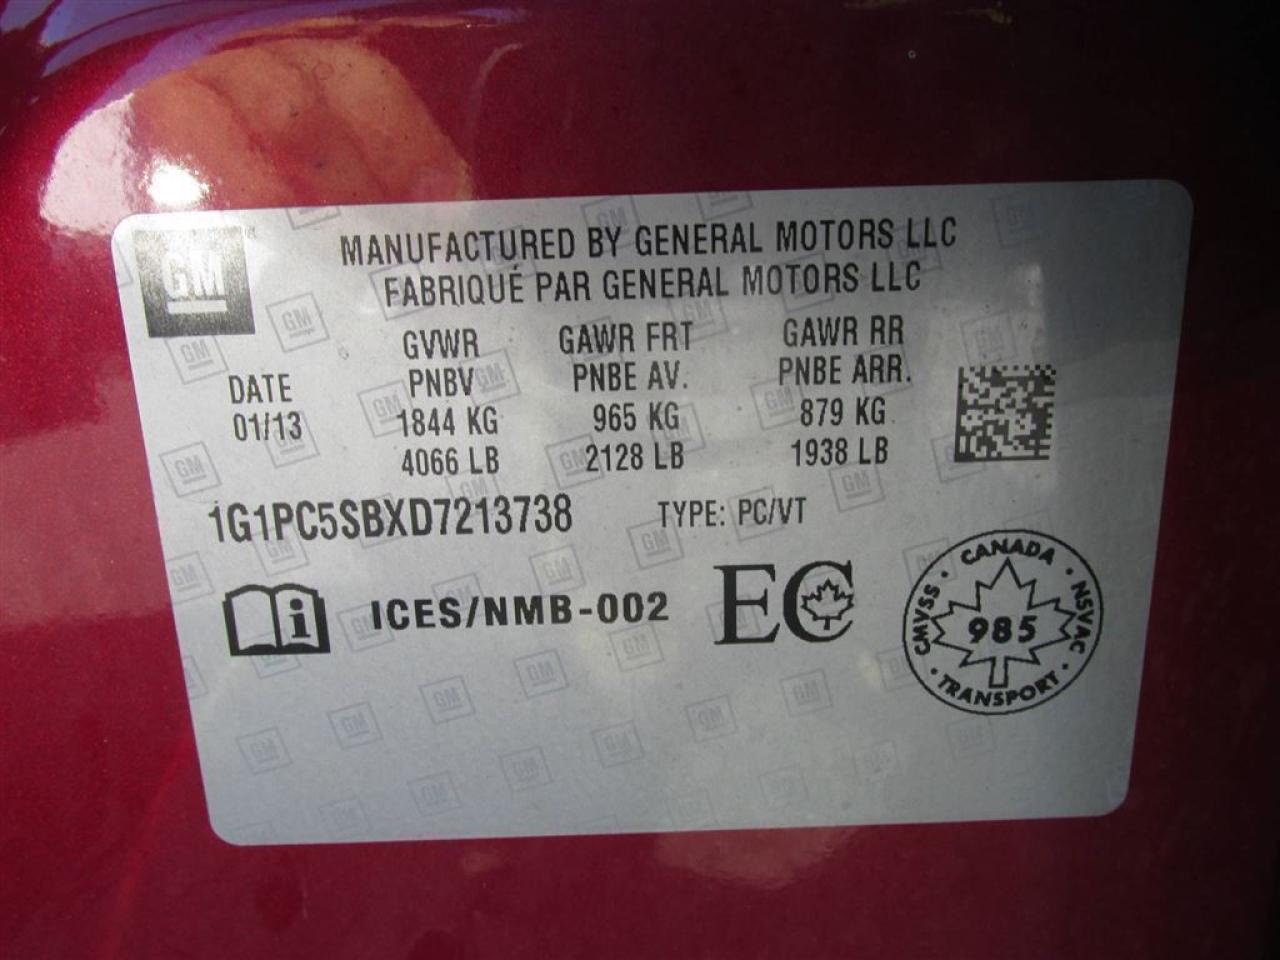 GM
MANUFACTURED BY GENERAL MOTORS LLC
FABRIQUÉ PAR GENERAL MOTORS LLC
DATE
01/13
GVWR
PNBV
1844 KG
4066 LB
GAWR FRT
PNBE AV.
965 KG
2128 LB
GAWR RR
PNBE ARR.
879 KG
1938 LB
1G1PC5SBXD7213738 TYPE: PC/VT
i ICES/NMB-002 EC
CANADA · NSVAC · TRANSPORT · CMVSS ·
985